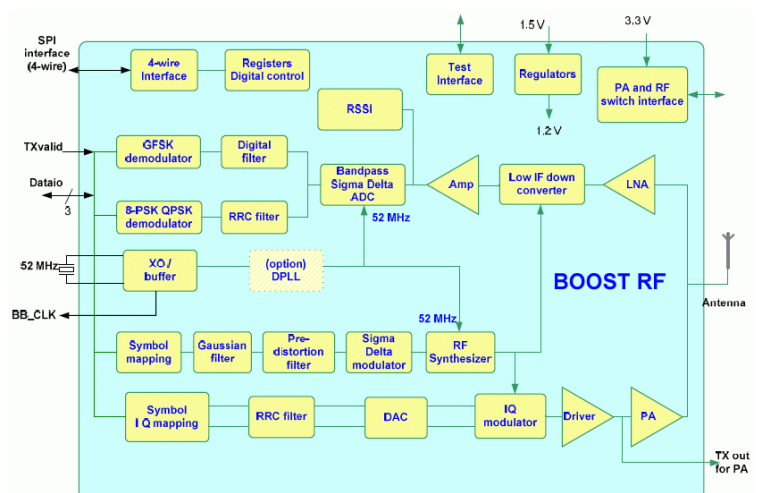 SPI
interface
(4-wire)
4-wire
Interface
Registers
Digital control
Test
Interface
1.5 V
Regulators
1.2 V
3.3 V
PA and RF
switch interface
RSSI
TXvalid
GFSK
demodulator
Digital
filter
Bandpass
Sigma Delta
ADC
Amp
Low IF down
converter
LNA
Dataio
3
8-PSK QPSK
demodulator
RRC filter
52 MHz
52 MHz
XO /
buffer
(option)
DPLL
BOOST RF
Antenna
BB_CLK
52 MHz
Symbol
mapping
Gaussian
filter
Pre-
distortion
filter
Sigma
Delta
modulator
RF
Synthesizer
Symbol
I Q mapping
RRC filter
DAC
IQ
modulator
Driver
PA
TX out
for PA